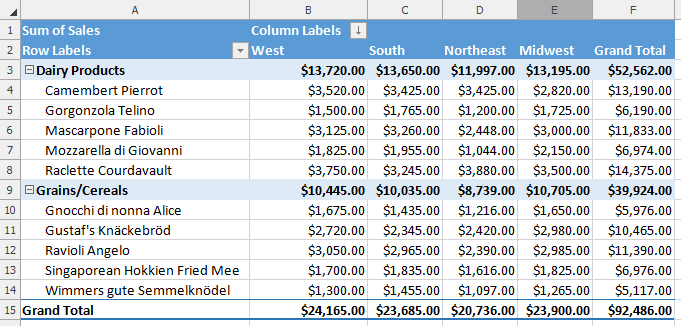 A B C D E F
1 Sum of Sales Column Labels ↓
2 Row Labels West South Northeast Midwest Grand Total
3 Dairy Products $13,720.00 $13,650.00 $11,997.00 $13,195.00 $52,562.00
4 Camembert Pierrot $3,520.00 $3,425.00 $3,425.00 $2,820.00 $13,190.00
5 Gorgonzola Telino $1,500.00 $1,765.00 $1,200.00 $1,725.00 $6,190.00
6 Mascarpone Fabioli $3,125.00 $3,260.00 $2,448.00 $3,000.00 $11,833.00
7 Mozzarella di Giovanni $1,825.00 $1,955.00 $1,044.00 $2,150.00 $6,974.00
8 Raclette Courdavault $3,750.00 $3,245.00 $3,880.00 $3,500.00 $14,375.00
9 Grains/Cereals $10,445.00 $10,035.00 $8,739.00 $10,705.00 $39,924.00
10 Gnocchi di nonna Alice $1,675.00 $1,435.00 $1,216.00 $1,650.00 $5,976.00
11 Gustaf's Knäckebröd $2,720.00 $2,345.00 $2,420.00 $2,980.00 $10,465.00
12 Ravioli Angelo $3,050.00 $2,965.00 $2,390.00 $2,985.00 $11,390.00
13 Singaporean Hokkien Fried Mee $1,700.00 $1,835.00 $1,616.00 $1,825.00 $6,976.00
14 Wimmers gute Semmelknödel $1,300.00 $1,455.00 $1,097.00 $1,265.00 $5,117.00
15 Grand Total $24,165.00 $23,685.00 $20,736.00 $23,900.00 $92,486.00